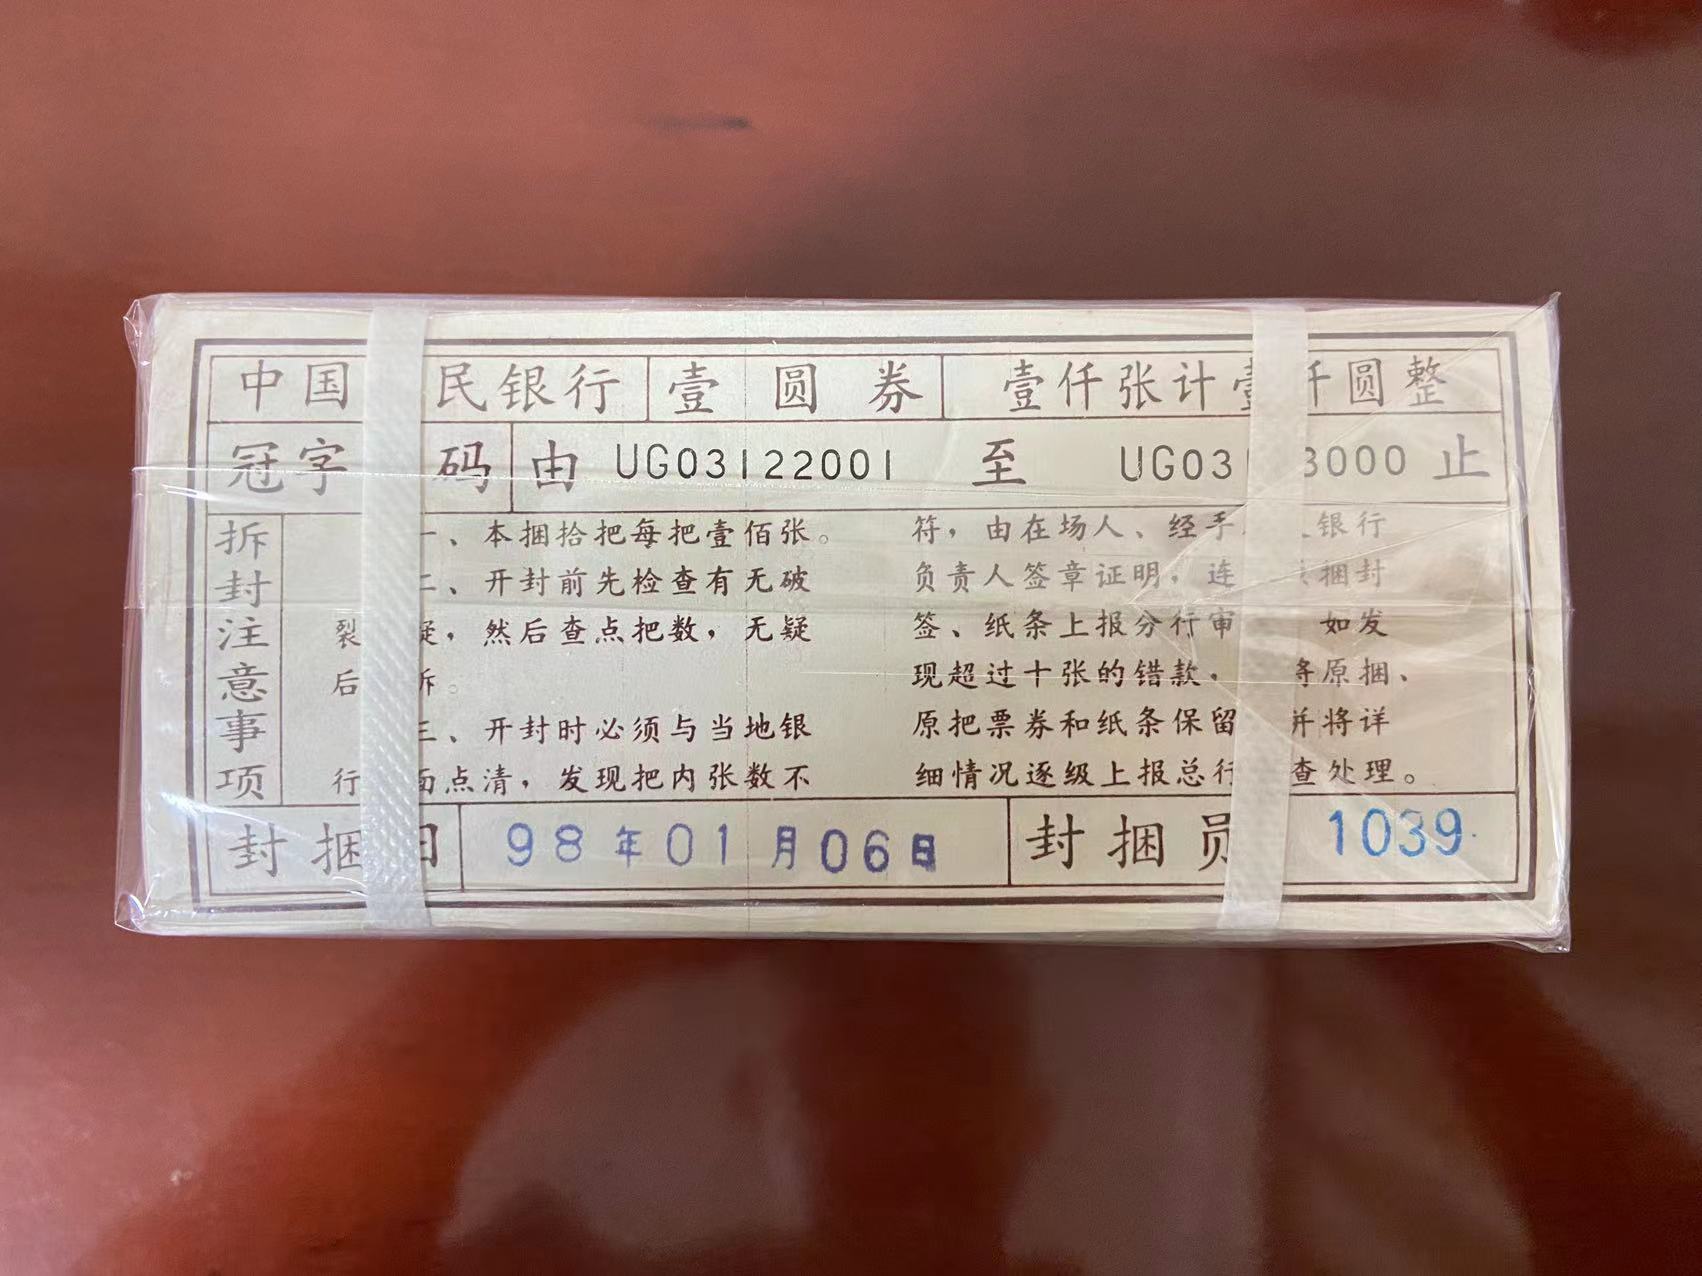 中国 民银行 壹圆券 壹仟张计壹仟圆整
冠字 码 由 UG03122001 至 UG031 3000 止
拆封注意事项
一、本捆拾把每把壹佰张。
二、开封前先检查有无破
裂 疑，然后查点把数，无疑
后 拆。
三、开封时必须与当地银
行 面点清，发现把内张数不
符，由在场人、经手 银行
负责人签章证明，连 捆封
签、纸条上报分行审 如发
现超过十张的错款， 将原捆、
原把票券和纸条保留 并将详
细情况逐级上报总行 查处理。
封捆 日 98年01月06日 封捆员 1039